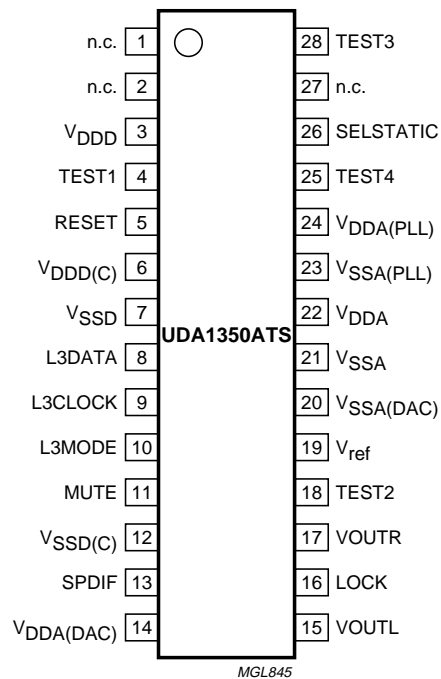 n.c. 1
28 TEST3
n.c. 2
27 n.c.
VDDD 3
26 SELSTATIC
TEST1 4
25 TEST4
RESET 5
24 VDDA(PLL)
VDDD(C) 6
23 VSSA(PLL)
VSSD 7
22 VDDA
UDA1350ATS
L3DATA 8
21 VSSA
L3CLOCK 9
20 VSSA(DAC)
L3MODE 10
19 Vref
MUTE 11
18 TEST2
VSSD(C) 12
17 VOUTR
SPDIF 13
16 LOCK
VDDA(DAC) 14
15 VOUTL
MGL845